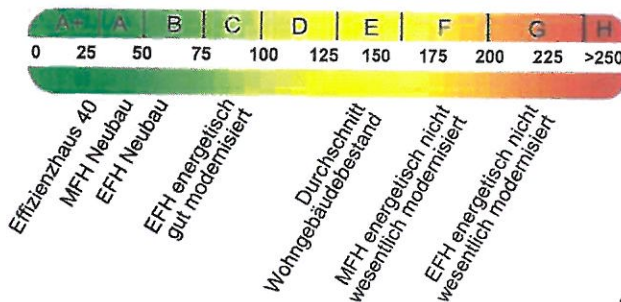 A+ A B C D E F G H
0 25 50 75 100 125 150 175 200 225 >250
Effizienzhaus 40
MFH Neubau
EFH Neubau
EFH energetisch
gut modernisiert
Durchschnitt
Wohngebäudebestand
MFH energetisch nicht
wesentlich modernisiert
EFH energetisch nicht
wesentlich modernisiert